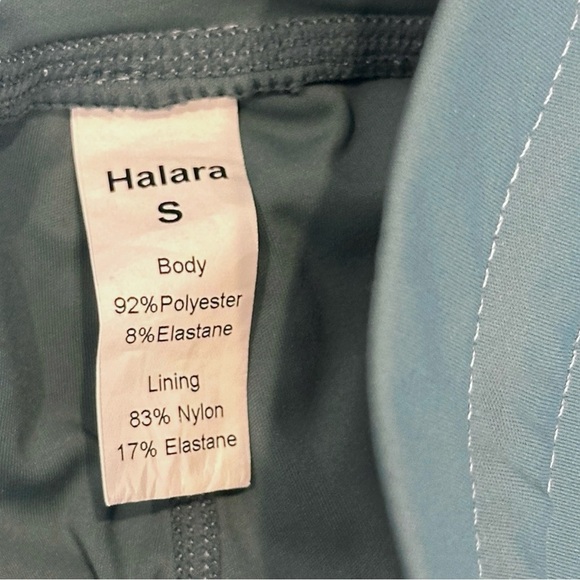 Halara
S
Body
92%Polyester
8%Elastane
Lining
83% Nylon
17% Elastane